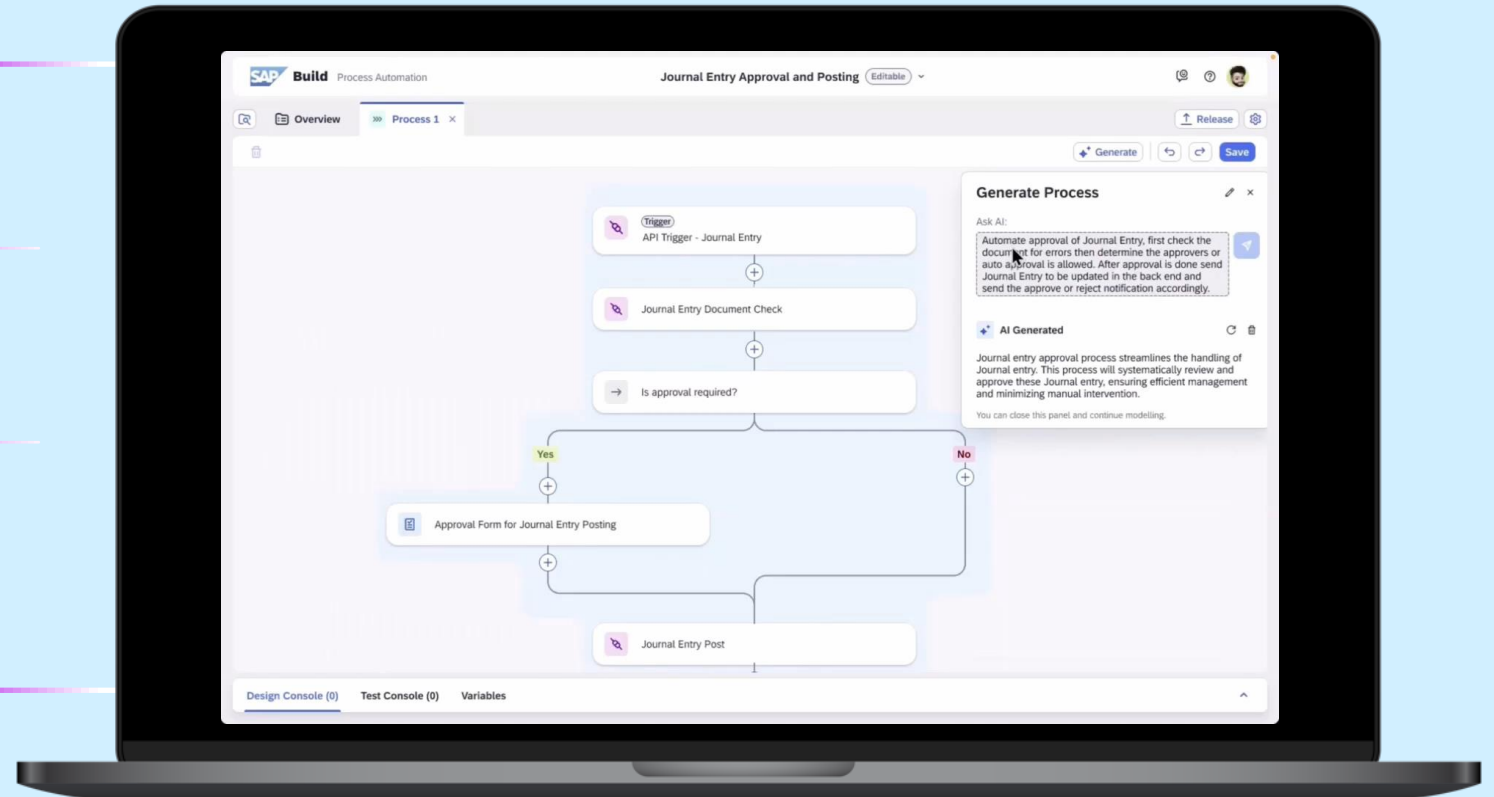 SAP Build Process Automation
Journal Entry Approval and Posting Editable
Overview
Process 1
Release
Generate
Save
Trigger
API Trigger - Journal Entry
Journal Entry Document Check
Is approval required?
Yes
No
Approval Form for Journal Entry Posting
Journal Entry Post
Generate Process
Ask AI:
Automate approval of Journal Entry, first check the
document for errors then determine the approvers or
auto approval is allowed. After approval is done send
Journal Entry to be updated in the back end and
send the approve or reject notification accordingly.
AI Generated
Journal entry approval process streamlines the handling of
Journal entry. This process will systematically review and
approve these Journal entry, ensuring efficient management
and minimizing manual intervention.
You can close this panel and continue modelling.
Design Console (0)
Test Console (0)
Variables